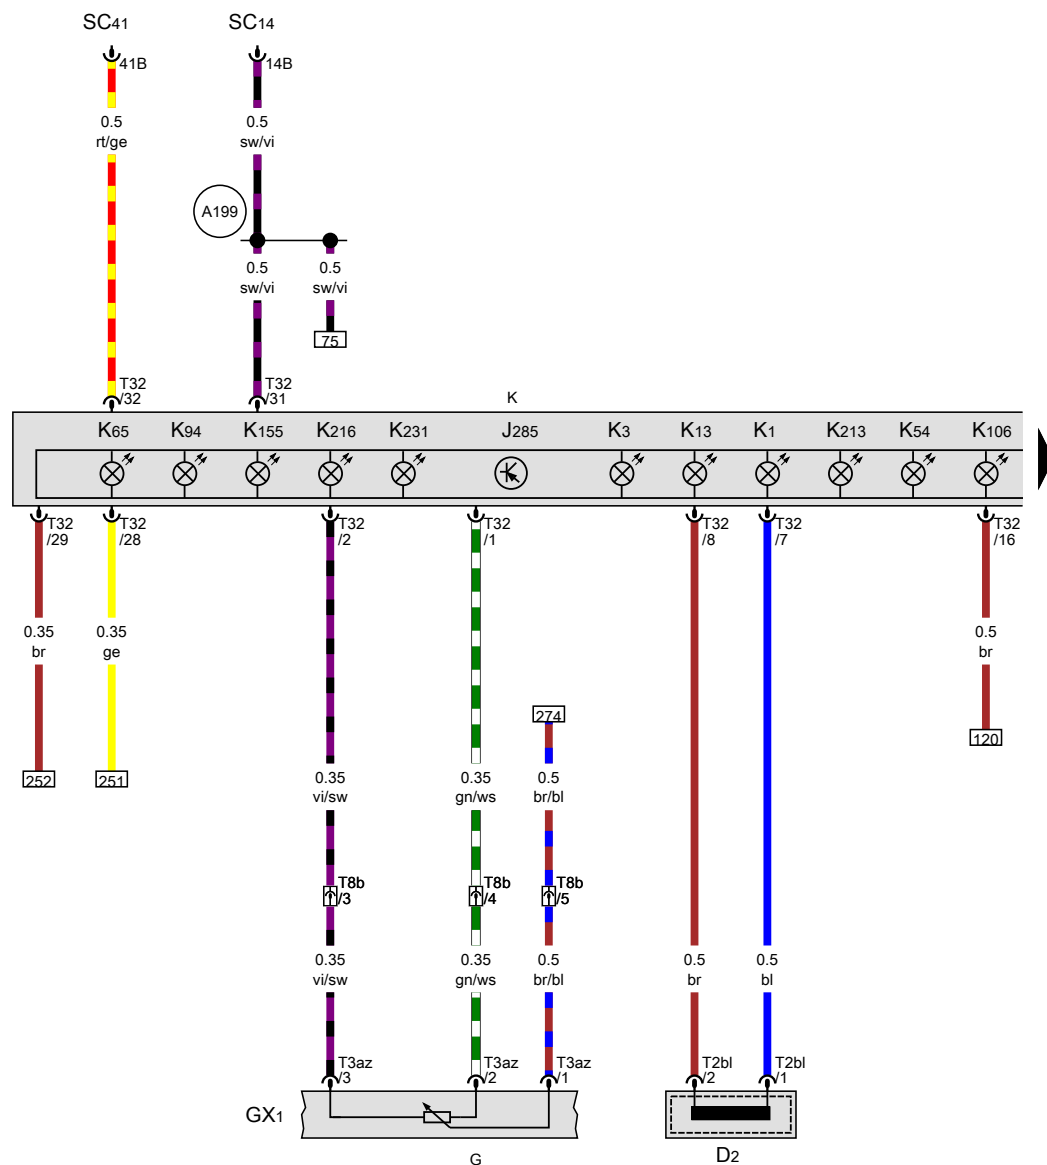 SC41 SC14
41B 14B
0.5 0.5
rt/ge sw/vi
A199
0.5 0.5
sw/vi sw/vi
75
T32 T32
/32 /31
K
K65 K94 K155 K216 K231 J285 K3 K13 K1 K213 K54 K106
T32 T32 T32 T32 T32 T32 T32
/29 /28 /2 /1 /8 /7 /16
0.35 0.35 0.5
br ge br
274
120
252 251
0.35 0.35 0.5
vi/sw gn/ws br/bl
T8b T8b T8b
/3 /4 /5
0.35 0.35 0.5 0.5 0.5
vi/sw gn/ws br/bl br bl
T3az T3az T3az T2bl T2bl
/3 /2 /1 /2 /1
GX1
G
D2